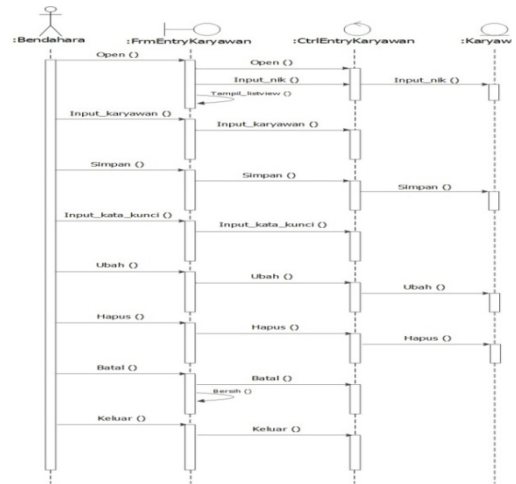 :Bendahara :FrmEntryKaryawan :CtrlEntryKaryawan :Karyaw
Open ()
Open ()
Input_nik () Input_nik ()
Tampil_listview ()
Input_karyawan ()
Input_karyawan ()
Simpan ()
Simpan ()
Simpan ()
Input_kata_kunci ()
Input_kata_kunci ()
Ubah ()
Ubah ()
Ubah ()
Hapus ()
Hapus ()
Hapus ()
Batal ()
Batal ()
Bersih ()
Keluar ()
Keluar ()